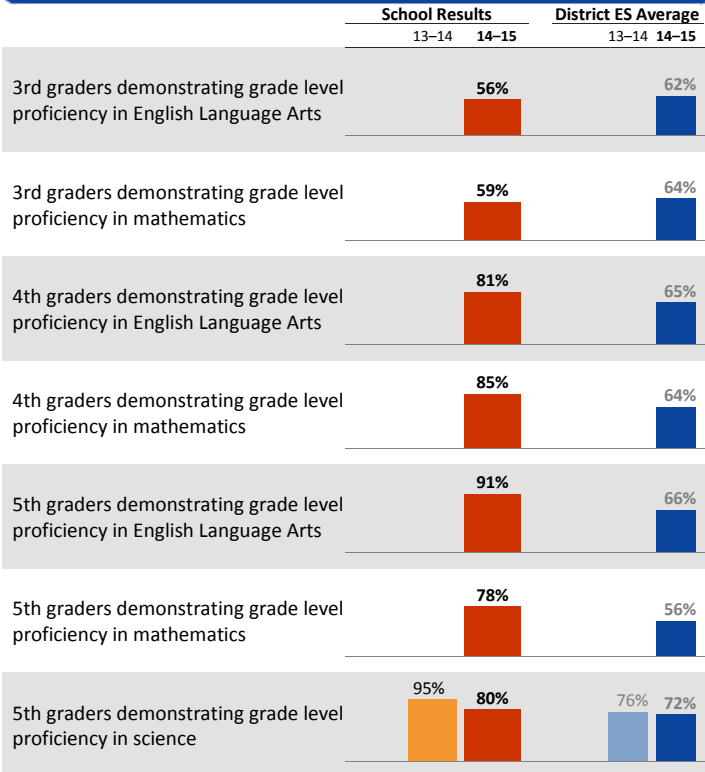 School Results District ES Average
13–14 14–15 13–14 14–15
3rd graders demonstrating grade level
proficiency in English Language Arts
56% 62%
3rd graders demonstrating grade level
proficiency in mathematics
59% 64%
4th graders demonstrating grade level
proficiency in English Language Arts
81% 65%
4th graders demonstrating grade level
proficiency in mathematics
85% 64%
5th graders demonstrating grade level
proficiency in English Language Arts
91% 66%
5th graders demonstrating grade level
proficiency in mathematics
78% 56%
5th graders demonstrating grade level
proficiency in science
95% 80% 76% 72%